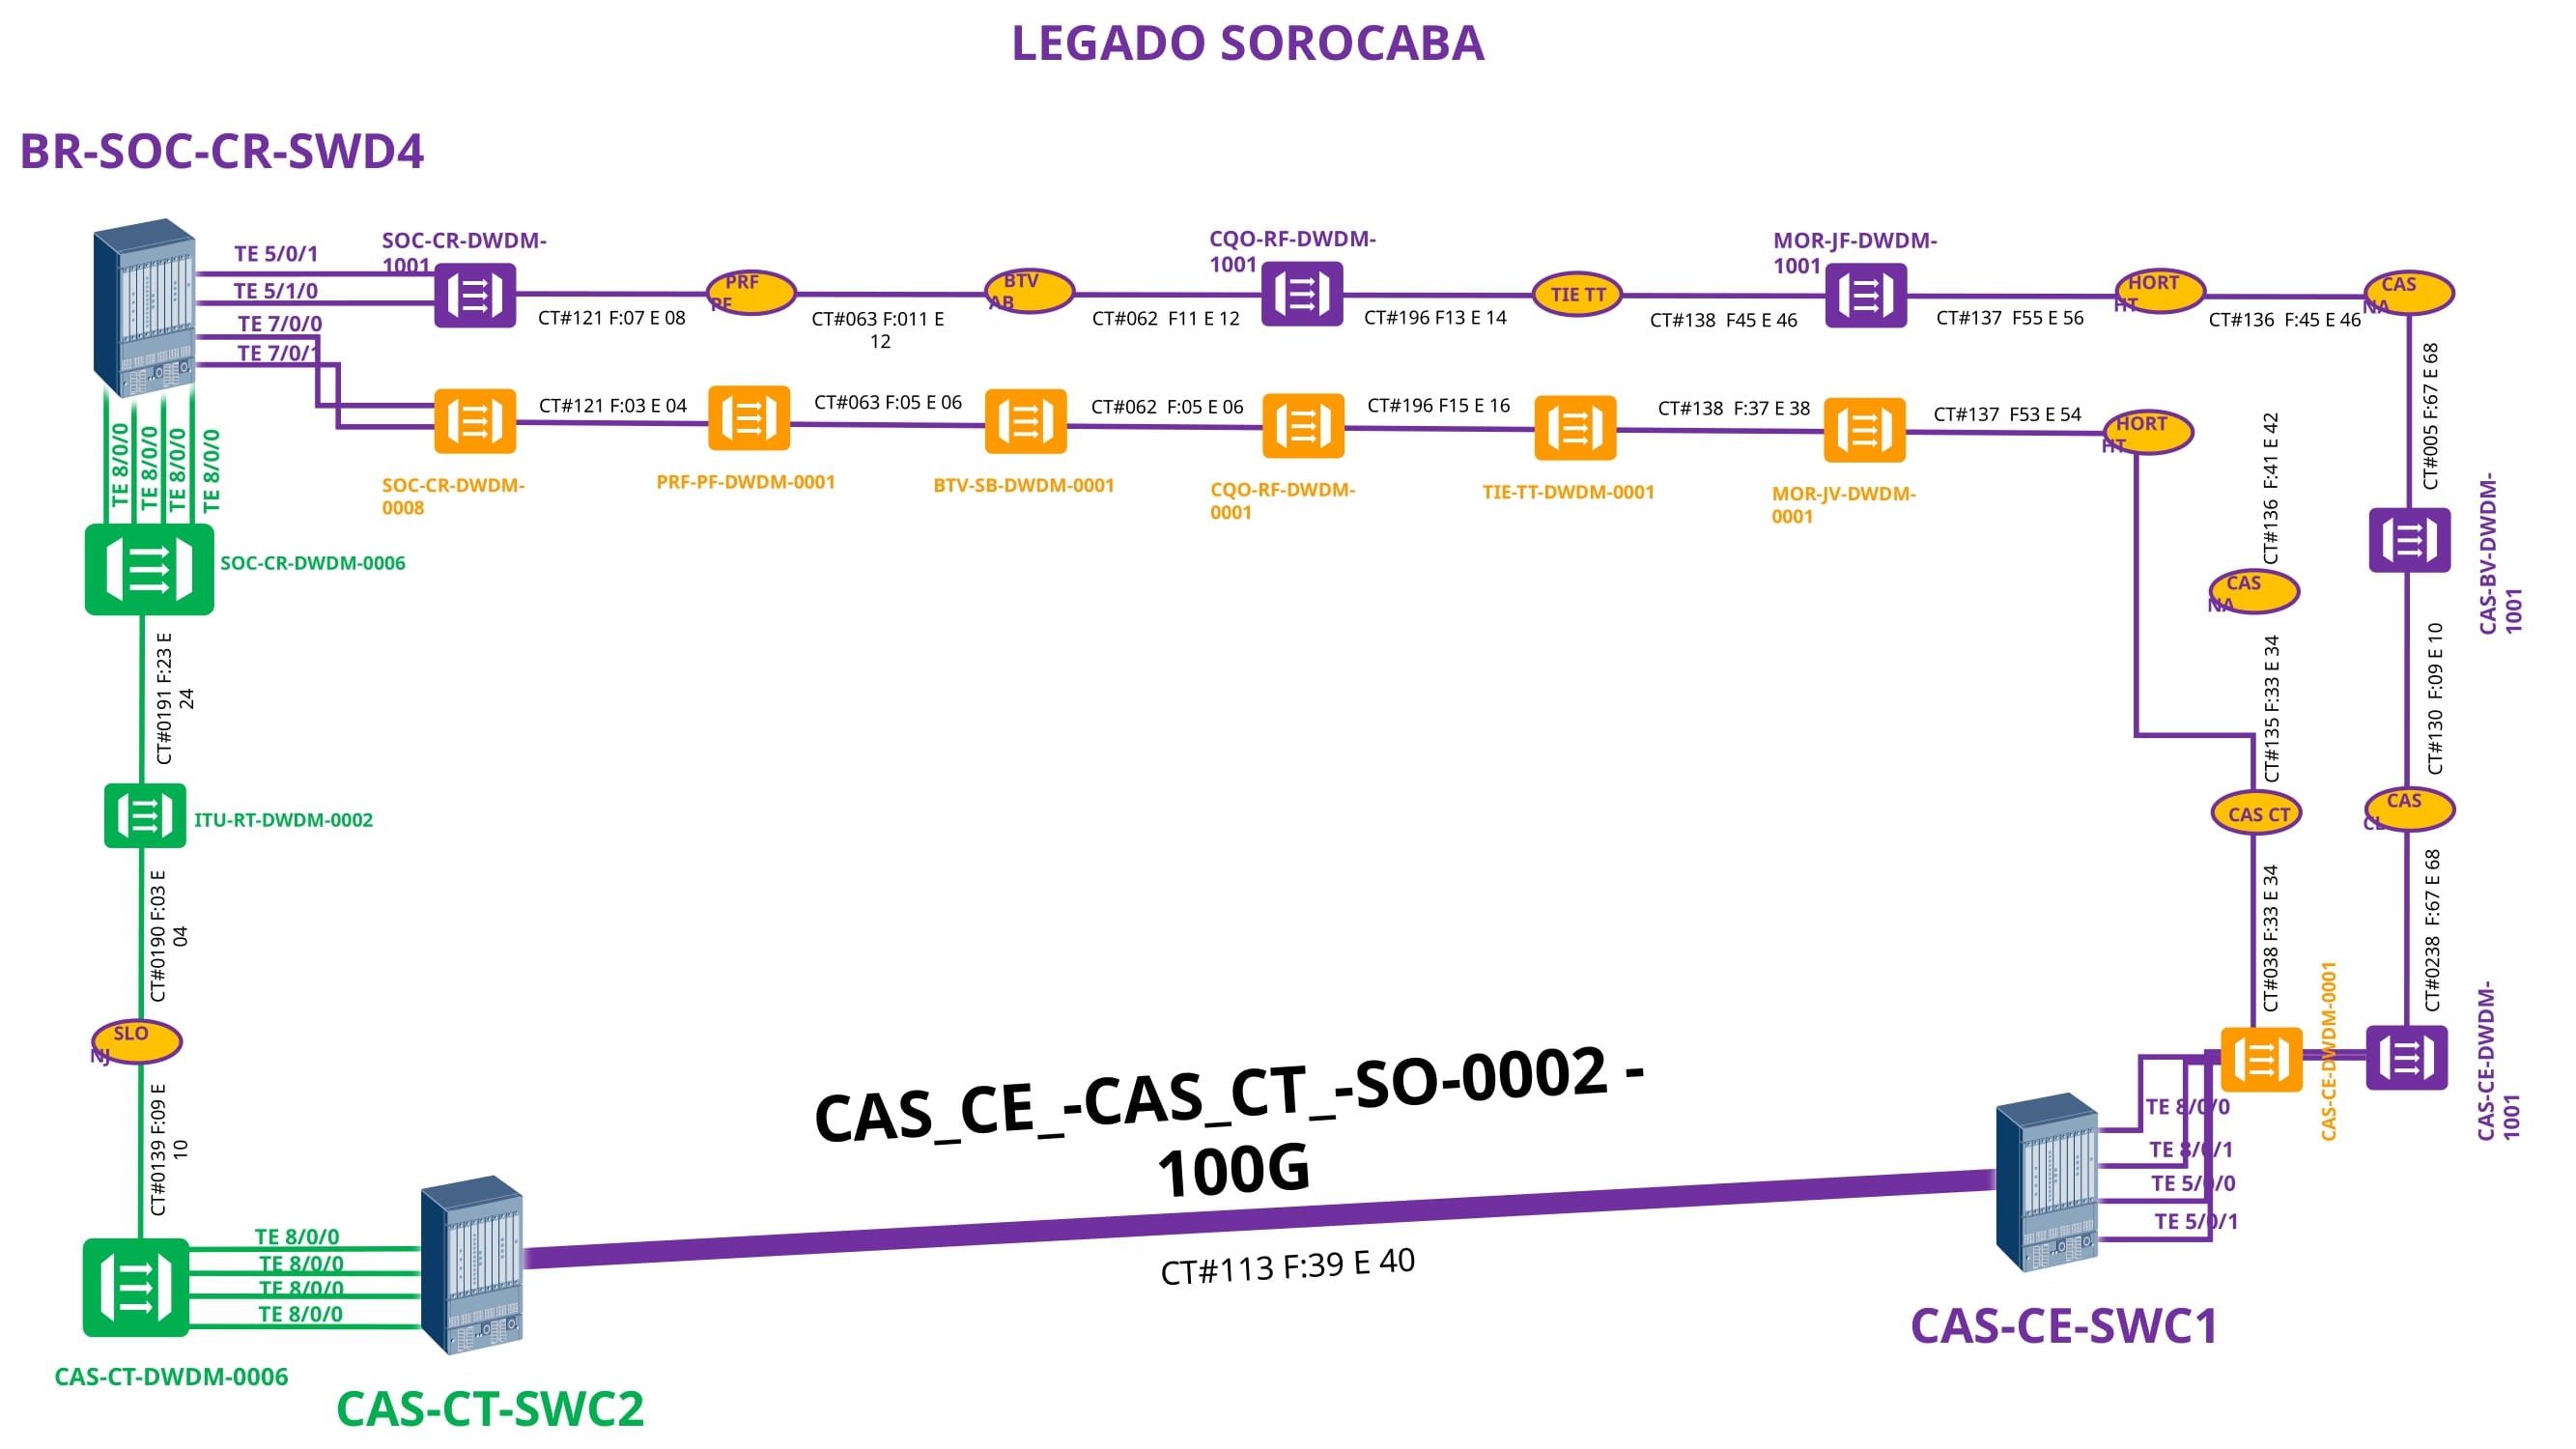 LEGADO SOROCABA
BR-SOC-CR-SWD4
TE 5/0/1
TE 5/1/0
TE 7/0/0
TE 7/0/1
SOC-CR-DWDM-
1001
CT#121 F:07 E 08
PRF
PF
CT#063 F:011 E
12
BTV
AB
CT#062  F11 E 12
CQO-RF-DWDM-
1001
CT#196 F13 E 14
TIE TT
CT#138  F45 E 46
MOR-JF-DWDM-
1001
CT#137  F55 E 56
HORT
HT
CT#136  F:45 E 46
CAS
NA
CT#005 F:67 E 68
CAS-BV-DWDM-
1001
CT#130  F:09 E 10
CAS
CL
CT#0238  F:67 E 68
CAS-CE-DWDM-
1001
SOC-CR-DWDM-
0008
CT#121 F:03 E 04
PRF-PF-DWDM-0001
CT#063 F:05 E 06
BTV-SB-DWDM-0001
CT#062  F:05 E 06
CQO-RF-DWDM-
0001
CT#196 F15 E 16
TIE-TT-DWDM-0001
CT#138  F:37 E 38
MOR-JV-DWDM-
0001
CT#137  F53 E 54
HORT
HT
CT#136  F:41 E 42
CAS
NA
CT#135 F:33 E 34
CAS CT
CT#038 F:33 E 34
CAS-CE-DWDM-0001
TE 8/0/0
TE 8/0/0
TE 8/0/0
TE 8/0/0
SOC-CR-DWDM-0006
CT#0191 F:23 E
24
ITU-RT-DWDM-0002
CT#0190 F:03 E
04
SLO
NJ
CT#0139 F:09 E
10
TE 8/0/0
TE 8/0/0
TE 8/0/0
TE 8/0/0
CAS-CT-DWDM-0006
CAS-CT-SWC2
CAS_CE_-CAS_CT_-SO-0002 -
100G
CT#113 F:39 E 40
TE 8/0/0
TE 8/0/1
TE 5/0/0
TE 5/0/1
CAS-CE-SWC1